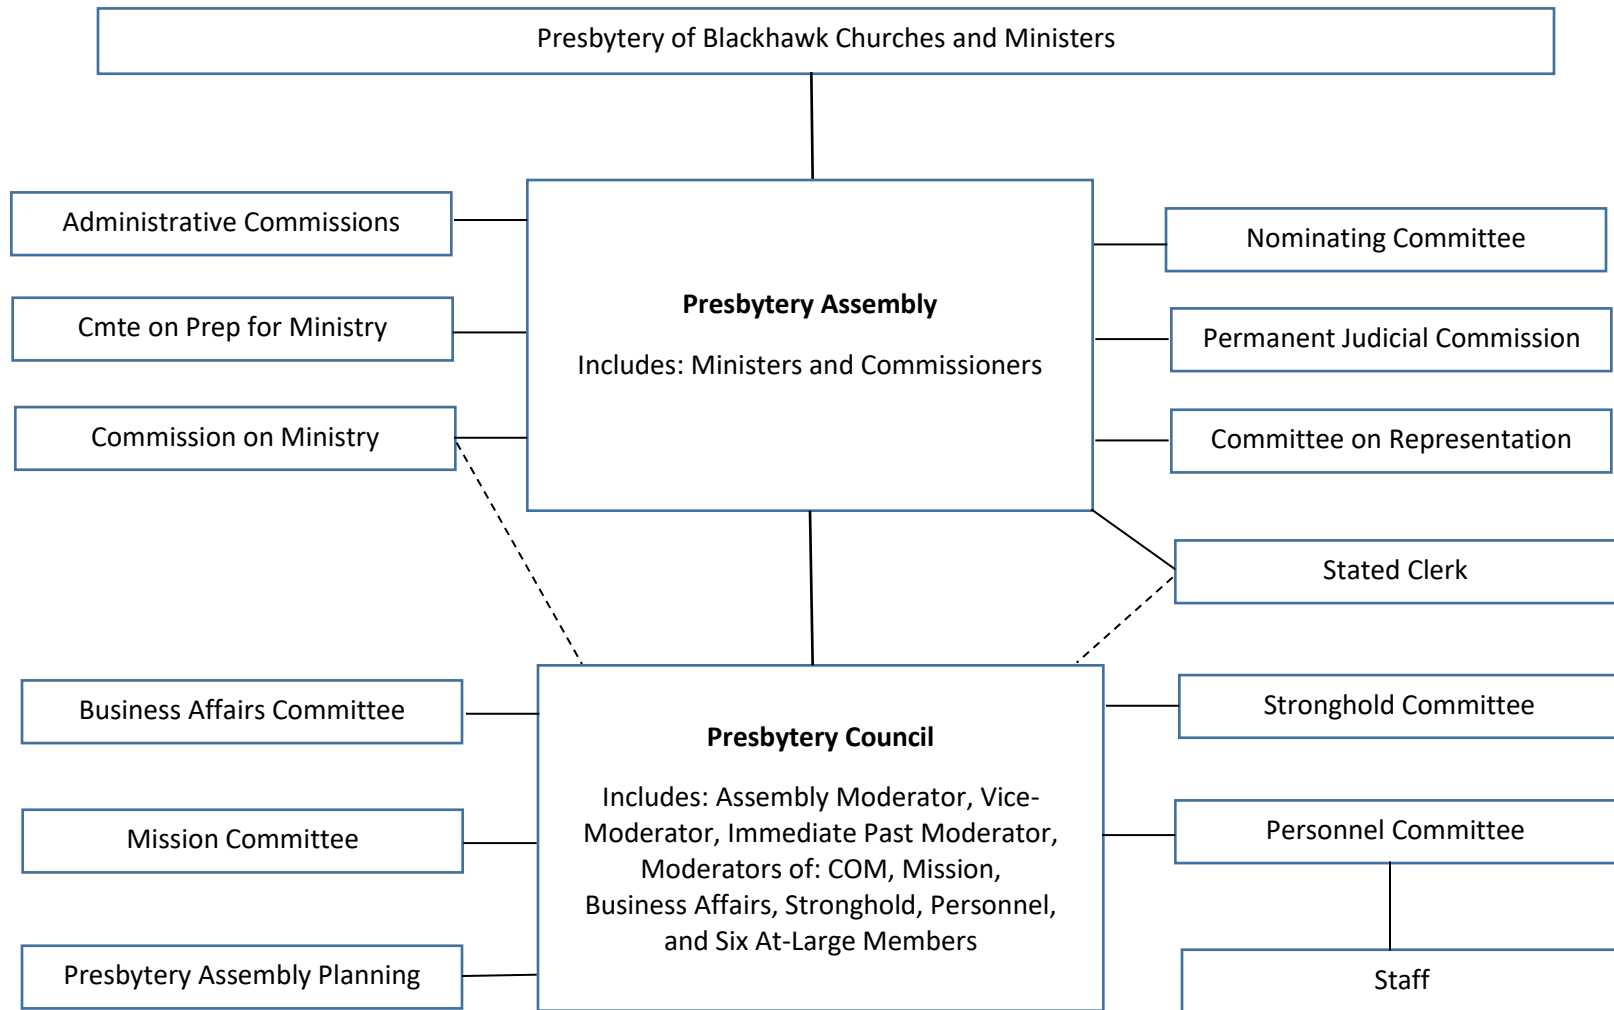 Presbytery of Blackhawk Churches and Ministers
Administrative Commissions
Nominating Committee
Presbytery Assembly
Cmte on Prep for Ministry
Permanent Judicial Commission
Includes: Ministers and Commissioners
Commission on Ministry
Committee on Representation
Stated Clerk
Business Affairs Committee
Stronghold Committee
Presbytery Council
Includes: Assembly Moderator, Vice-
Moderator, Immediate Past Moderator,
Moderators of: COM, Mission,
Business Affairs, Stronghold, Personnel,
and Six At-Large Members
Mission Committee
Personnel Committee
Presbytery Assembly Planning
Staff